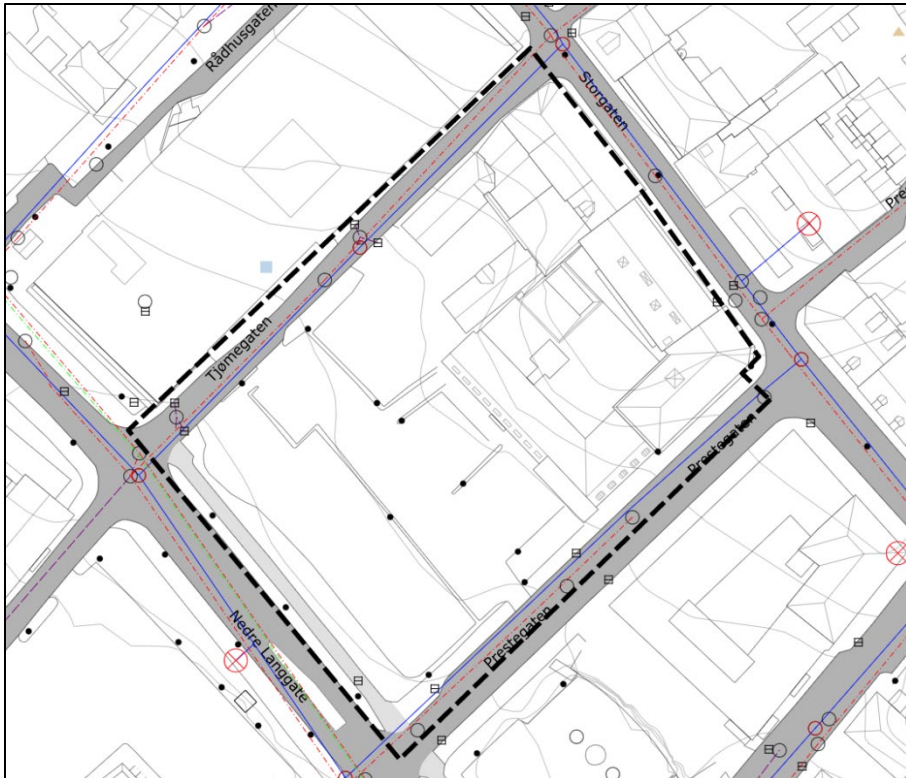 Rådhusgaten
Storgaten
Tjømegaten
Prestegaten
Nedre Langgate
Prestegaten